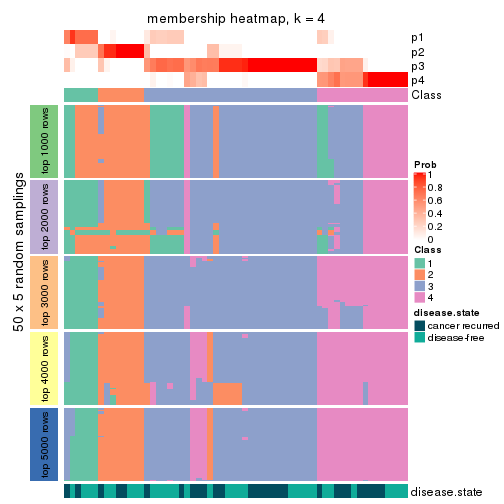 membership heatmap, k = 4
p1
p2
p3
p4
Class
50 x 5 random samplings
top 1000 rows
top 2000 rows
top 3000 rows
top 4000 rows
top 5000 rows
Prob
1
0.8
0.6
0.4
0.2
0
Class
1
2
3
4
disease.state
cancer recurred
disease-free
disease.state